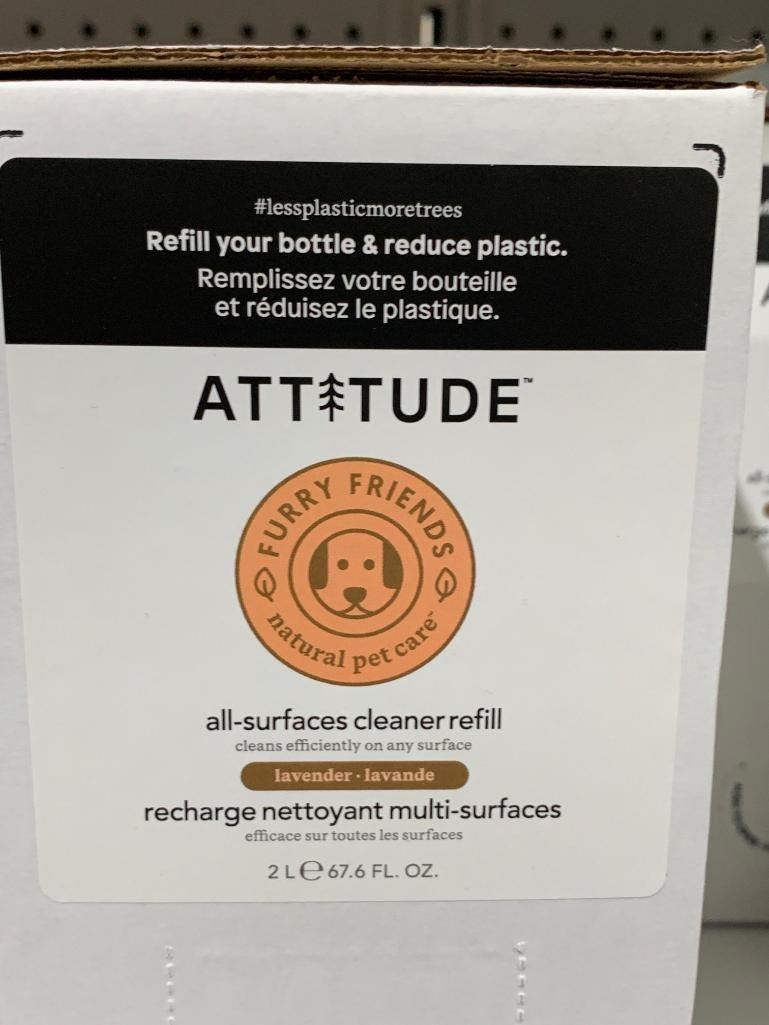 #lessplasticmoretrees
Refill your bottle & reduce plastic.
Remplissez votre bouteille
et réduisez le plastique.
ATTITUDE™
FURRY FRIENDS
natural pet care™
all-surfaces cleaner refill
cleans efficiently on any surface
lavender · lavande
recharge nettoyant multi-surfaces
efficace sur toutes les surfaces
2 L ℮ 67.6 FL. OZ.